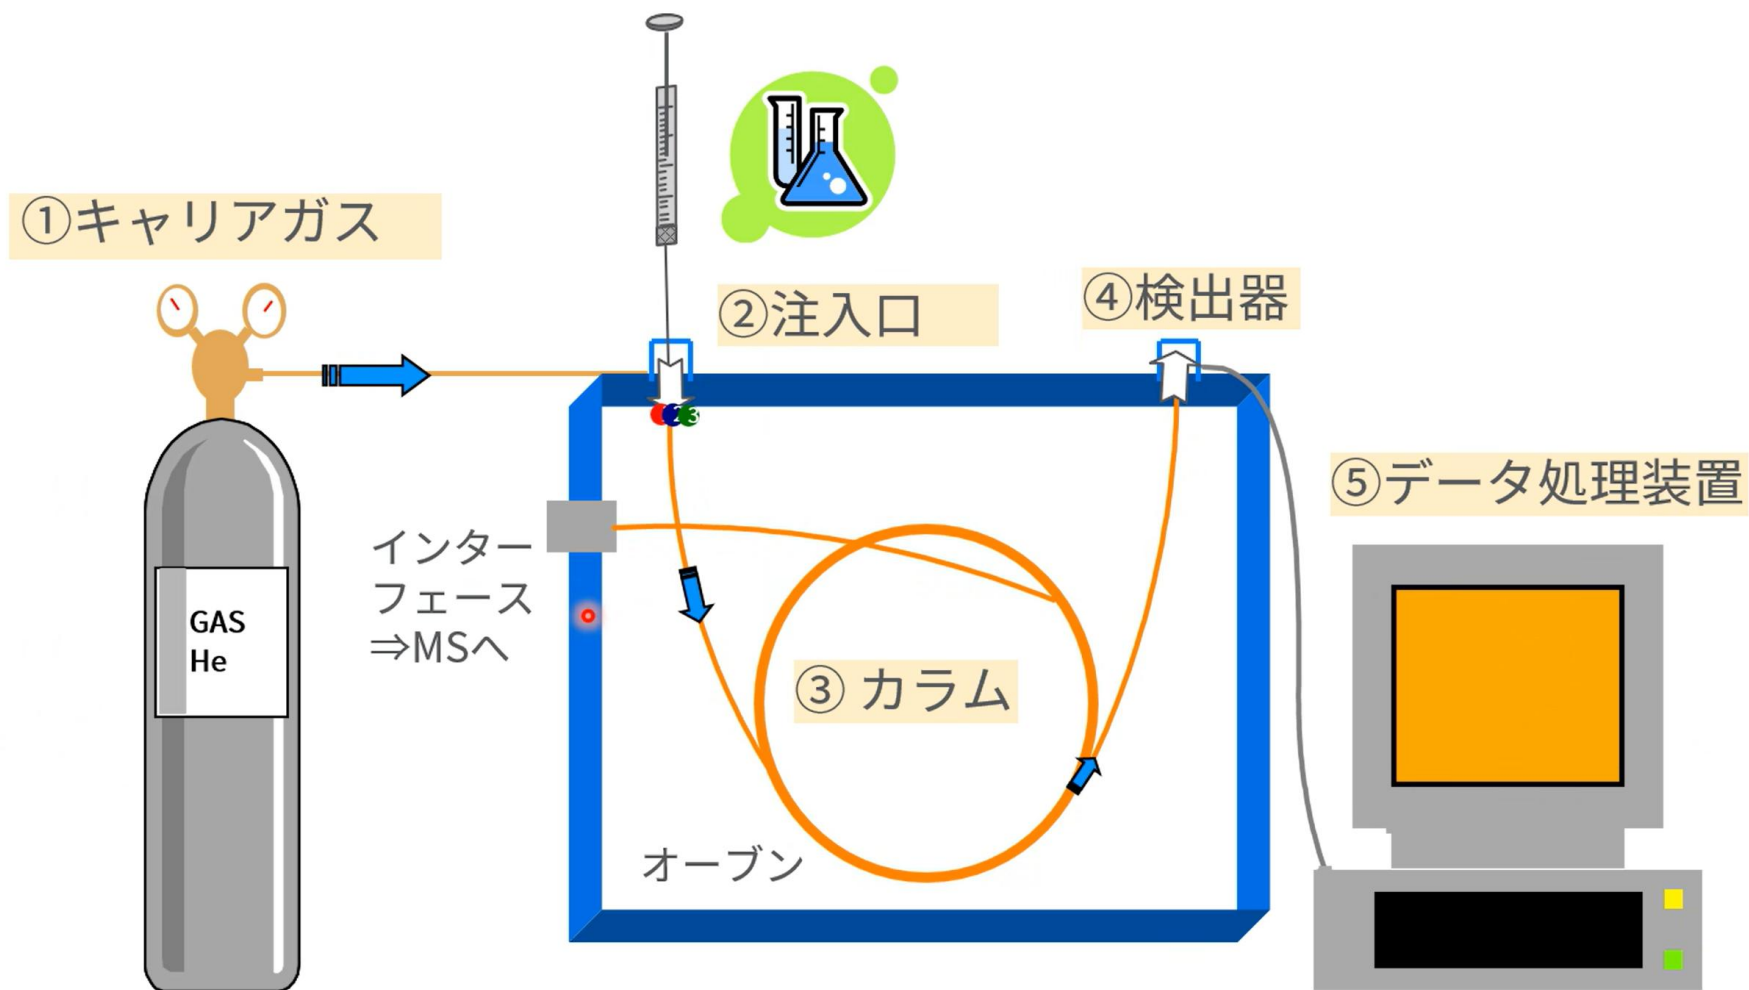 ①キャリアガス
②注入口
④検出器
⑤データ処理装置
インター
フェース
⇒MSへ
GAS
He
③ カラム
オーブン